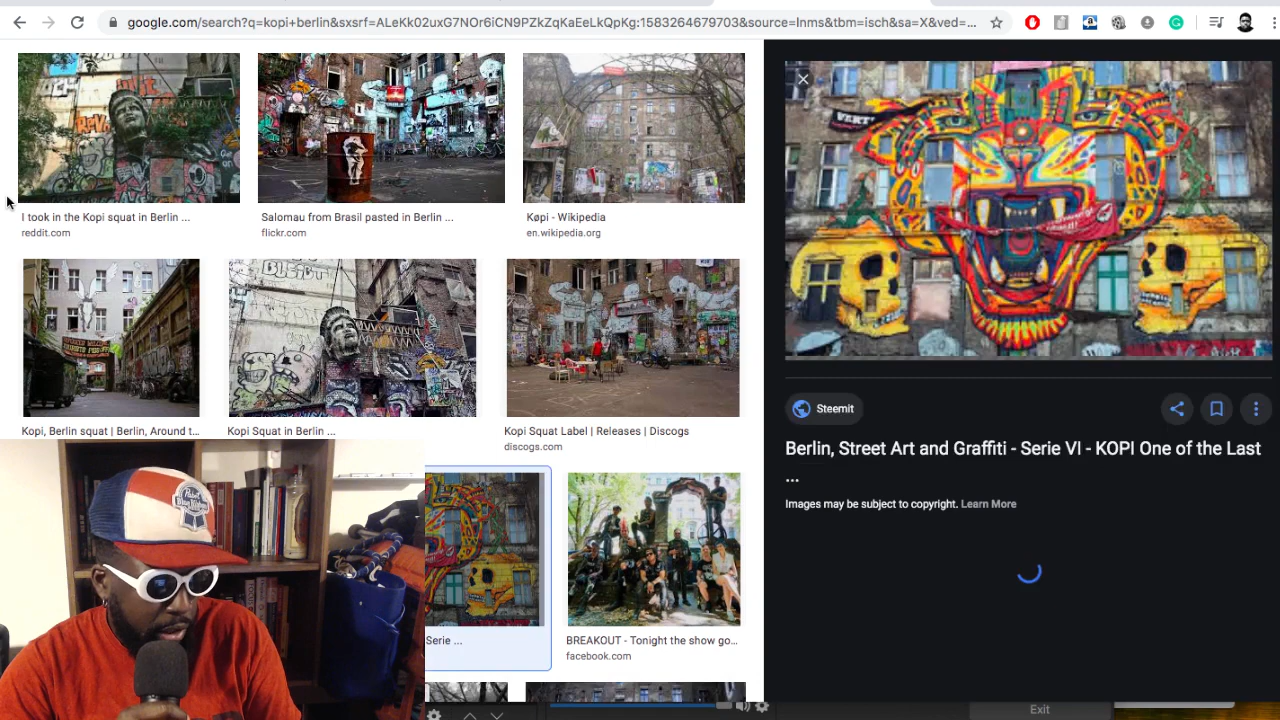 google.com/search?q=kopi+berlin&sxsrf=ALeKk02uxG7NOr6iCN9PZkZqKaEeLkQpKg:1583264679703&source=lnms&tbm=isch&sa=X&ved=...
I took in the Kopi squat in Berlin ...
reddit.com
Salomau from Brasil pasted in Berlin ...
flickr.com
Køpi - Wikipedia
en.wikipedia.org
Kopi, Berlin squat | Berlin, Around t...
Kopi Squat in Berlin ...
Kopi Squat Label | Releases | Discogs
discogs.com
Serie ...
BREAKOUT - Tonight the show go...
facebook.com
Pabst
Blue Ribbon
Steemit
Berlin, Street Art and Graffiti - Serie VI - KOPI One of the Last
...
Images may be subject to copyright. Learn More
Exit